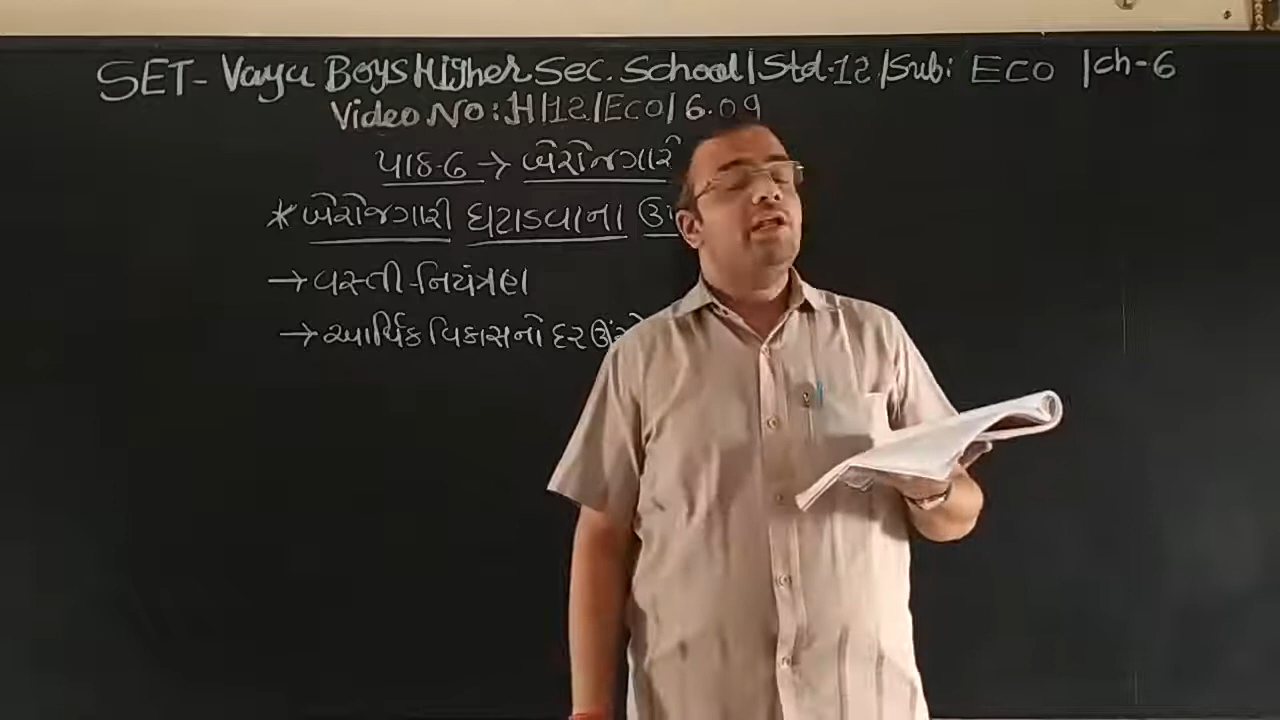 SET- Vayu Boys Higher Sec. School / Std-12 / Sub: ECO / ch-6
Video No: H/12/ECO/6.09
પાઠ-6 → બેરોજગારી
* બેરોજગારી ઘટાડવાના
→ વસ્તી-નિયંત્રણ
→ આર્થિક વિકાસનો દર